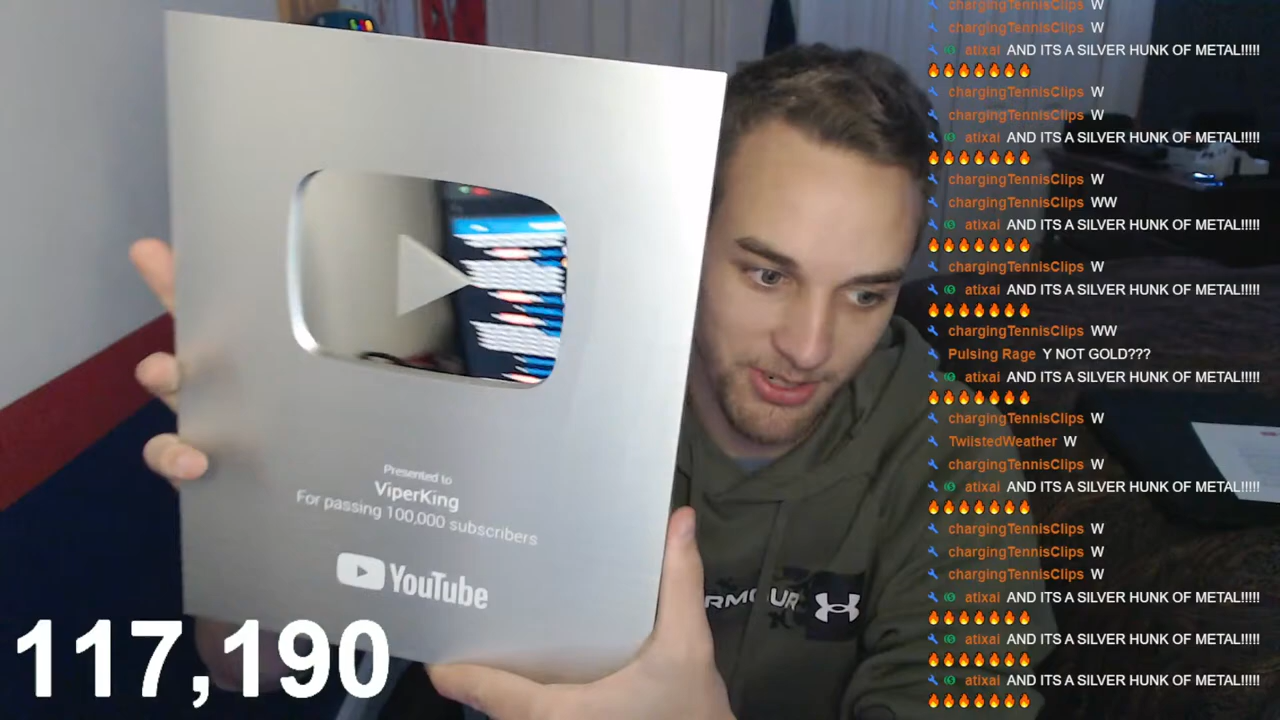 Presented to
ViperKing
For passing 100,000 subscribers
YouTube
117,190
RMOUR
chargingTennisClips W
chargingTennisClips W
atixai AND ITS A SILVER HUNK OF METAL!!!!!
🔥🔥🔥🔥🔥🔥🔥
chargingTennisClips W
chargingTennisClips W
atixai AND ITS A SILVER HUNK OF METAL!!!!!
🔥🔥🔥🔥🔥🔥🔥
chargingTennisClips W
chargingTennisClips WW
atixai AND ITS A SILVER HUNK OF METAL!!!!!
🔥🔥🔥🔥🔥🔥🔥
chargingTennisClips W
atixai AND ITS A SILVER HUNK OF METAL!!!!!
🔥🔥🔥🔥🔥🔥🔥
chargingTennisClips WW
Pulsing Rage Y NOT GOLD???
atixai AND ITS A SILVER HUNK OF METAL!!!!!
🔥🔥🔥🔥🔥🔥🔥
chargingTennisClips W
TwiistedWeather W
chargingTennisClips W
atixai AND ITS A SILVER HUNK OF METAL!!!!!
🔥🔥🔥🔥🔥🔥🔥
chargingTennisClips W
chargingTennisClips W
chargingTennisClips W
atixai AND ITS A SILVER HUNK OF METAL!!!!!
🔥🔥🔥🔥🔥🔥🔥
atixai AND ITS A SILVER HUNK OF METAL!!!!!
🔥🔥🔥🔥🔥🔥🔥
atixai AND ITS A SILVER HUNK OF METAL!!!!!
🔥🔥🔥🔥🔥🔥🔥